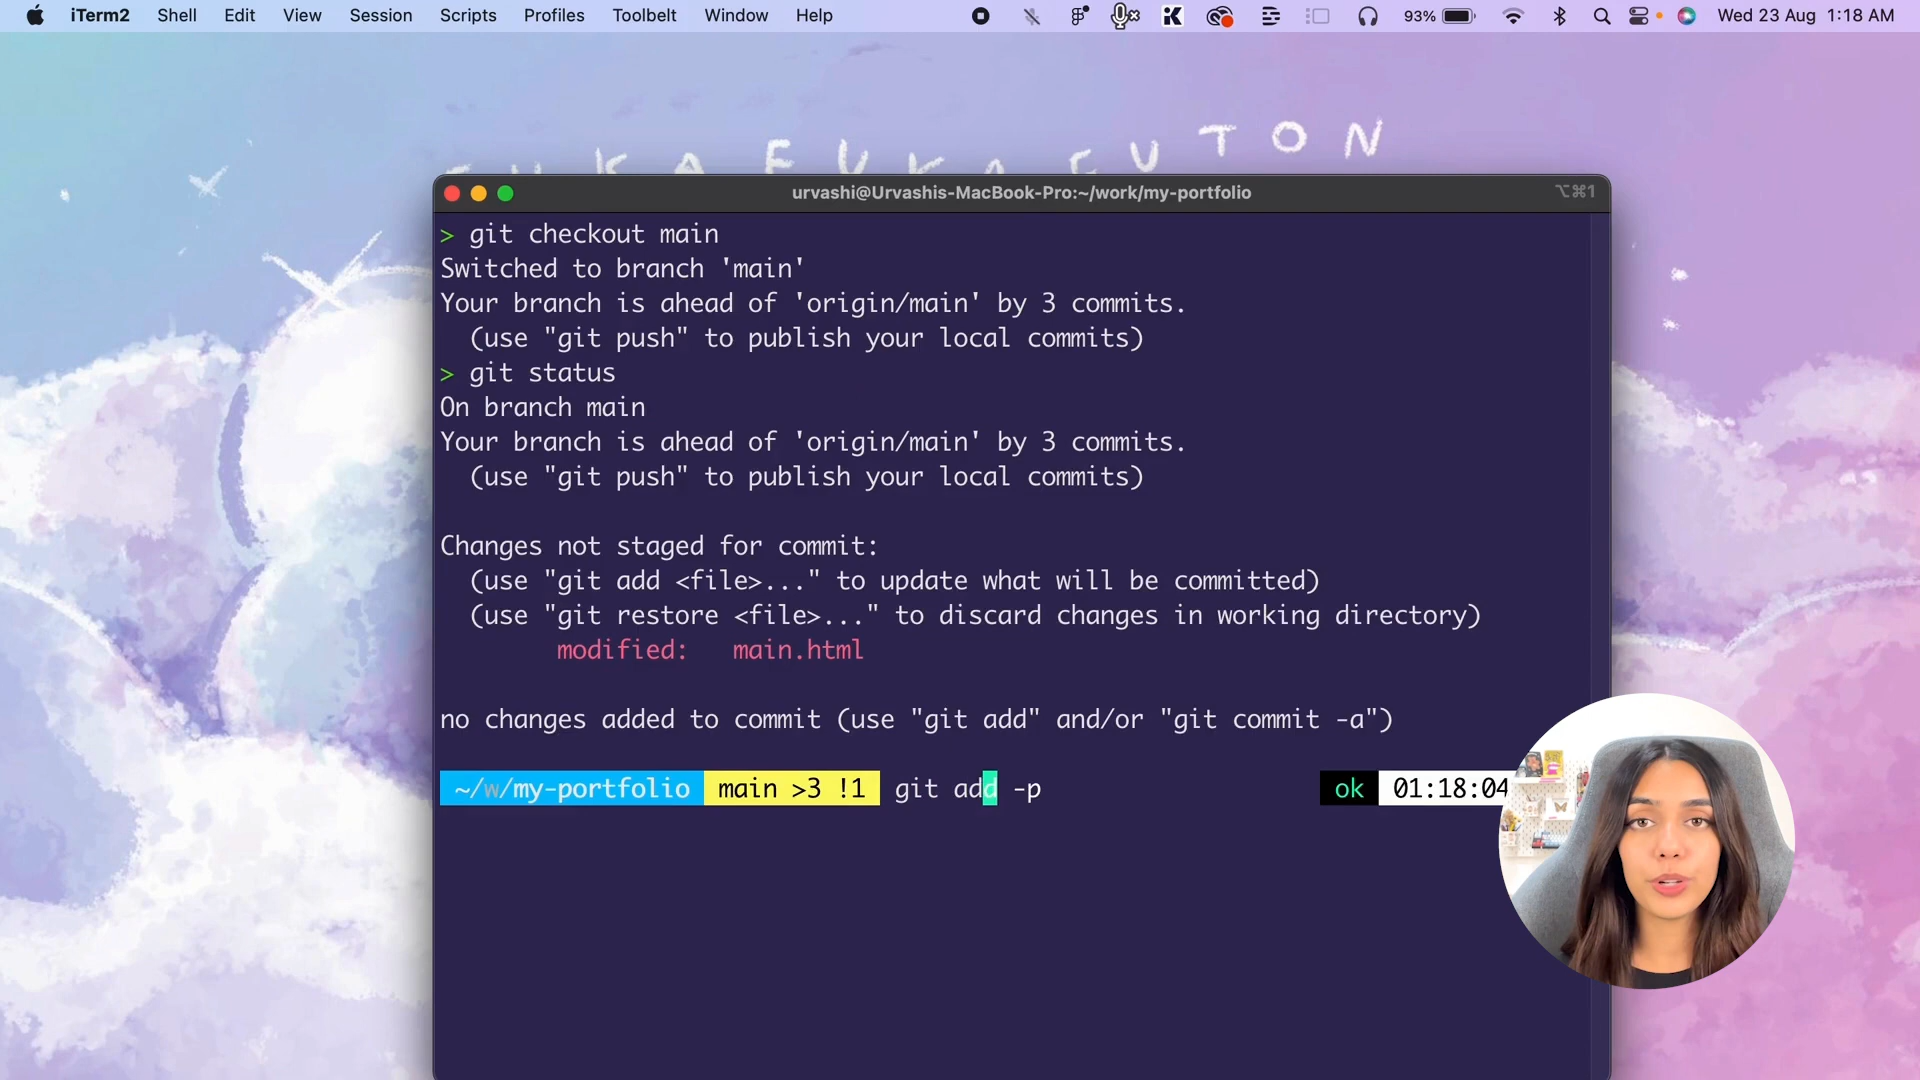 iTerm2 Shell Edit View Session Scripts Profiles Toolbelt Window Help 93% Wed 23 Aug 1:18 AM
FUTON
urvashi@Urvashis-MacBook-Pro:~/work/my-portfolio ⌥⌘1
> git checkout main
Switched to branch 'main'
Your branch is ahead of 'origin/main' by 3 commits.
(use "git push" to publish your local commits)
> git status
On branch main
Your branch is ahead of 'origin/main' by 3 commits.
(use "git push" to publish your local commits)
Changes not staged for commit:
(use "git add <file>..." to update what will be committed)
(use "git restore <file>..." to discard changes in working directory)
modified: main.html
no changes added to commit (use "git add" and/or "git commit -a")
~/w/my-portfolio main >3 !1 git add -p ok 01:18:04